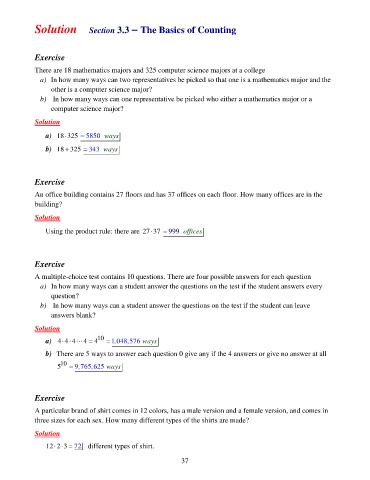 Solution Section 3.3 – The Basics of Counting
Exercise
There are 18 mathematics majors and 325 computer science majors at a college
a) In how many ways can two representatives be picked so that one is a mathematics major and the
other is a computer science major?
b) In how many ways can one representative be picked who either a mathematics major or a
computer science major?
Solution
a) 18·325 = 5850 ways
b) 18+325 = 343 ways
Exercise
An office building contains 27 floors and has 37 offices on each floor. How many offices are in the
building?
Solution
Using the product rule: there are 27·37 = 999 offices
Exercise
A multiple-choice test contains 10 questions. There are four possible answers for each question
a) In how many ways can a student answer the questions on the test if the student answers every
question?
b) In how many ways can a student answer the questions on the test if the student can leave
answers blank?
Solution
a) 4·4·4···4 = 4^10 = 1,048,576 ways
b) There are 5 ways to answer each question 0 give any if the 4 answers or give no answer at all
5^10 = 9,765,625 ways
Exercise
A particular brand of shirt comes in 12 colors, has a male version and a female version, and comes in
three sizes for each sex. How many different types of the shirts are made?
Solution
12·2·3 = 72 different types of shirt.
37